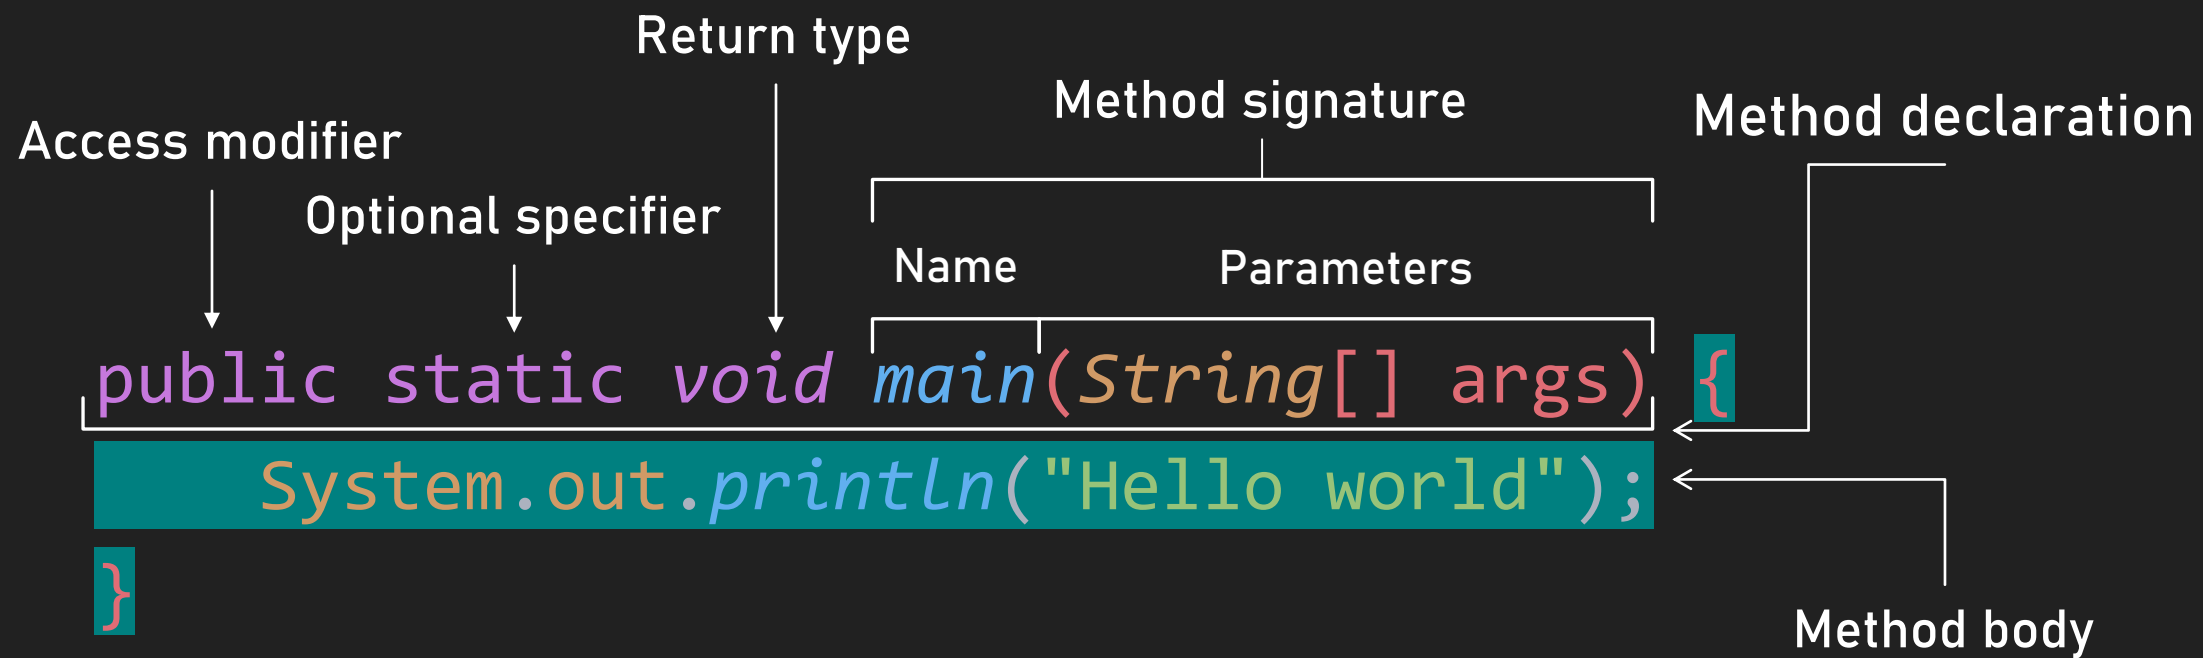 Return type
Method signature
Method declaration
Access modifier
Optional specifier
Name
Parameters
public static void main(String[] args) {
System.out.println("Hello world");
}
Method body